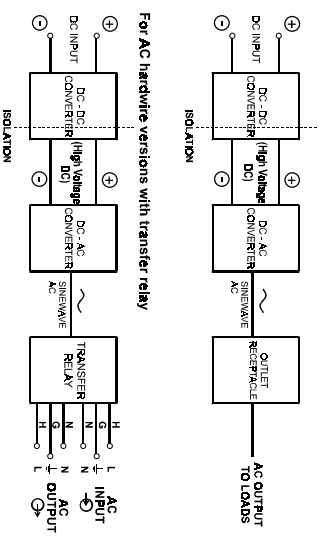 DC INPUT
DC - DC
CONVERTER
ISOLATION
(High Voltage
DC)
DC - AC
CONVERTER
SINEWAVE
AC
OUTLET
RECEPTACLE
AC OUTPUT
TO LOADS
For AC hardwire versions with transfer relay
DC INPUT
DC - DC
CONVERTER
ISOLATION
(High Voltage
DC)
DC - AC
CONVERTER
SINEWAVE
AC
TRANSFER
RELAY
H L
G
N N
AC
INPUT
N N
G
H L
AC
OUTPUT